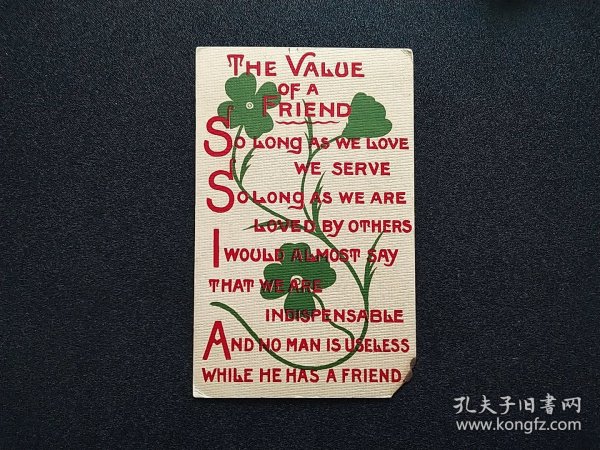 THE VALUE
OF A
FRIEND
SO LONG AS WE LOVE
WE SERVE
SO LONG AS WE ARE
LOVED BY OTHERS
I WOULD ALMOST SAY
THAT WE ARE
INDISPENSABLE
AND NO MAN IS USELESS
WHILE HE HAS A FRIEND
孔夫子旧書网
www.kongfz.com